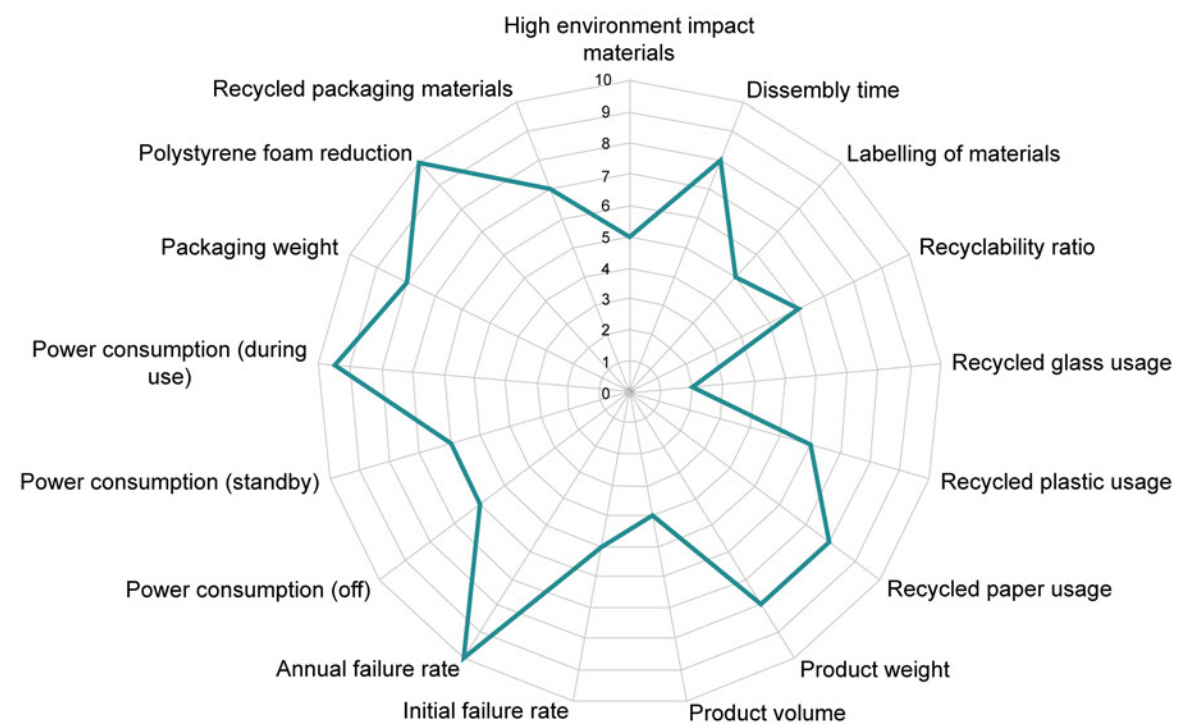 High environment impact
materials
Dissembly time
Labelling of materials
Recyclability ratio
Recycled glass usage
Recycled plastic usage
Recycled paper usage
Product weight
Product volume
Initial failure rate
Annual failure rate
Power consumption (off)
Power consumption (standby)
Power consumption (during
use)
Packaging weight
Polystyrene foam reduction
Recycled packaging materials
10
9
8
7
6
5
4
3
2
1
0